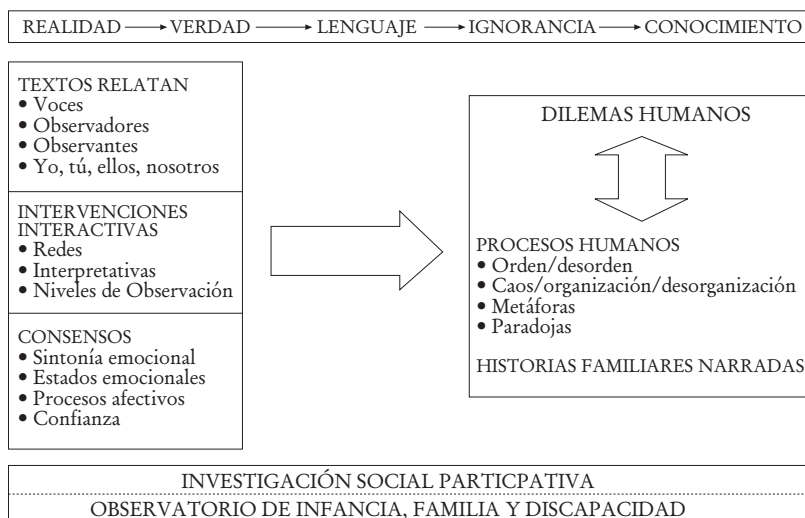 REALIDAD → VERDAD → LENGUAJE → IGNORANCIA → CONOCIMIENTO
TEXTOS RELATAN
• Voces
• Observadores
• Observantes
• Yo, tú, ellos, nosotros
INTERVENCIONES
INTERACTIVAS
• Redes
• Interpretativas
• Niveles de Observación
CONSENSOS
• Sintonía emocional
• Estados emocionales
• Procesos afectivos
• Confianza
DILEMAS HUMANOS
PROCESOS HUMANOS
• Orden/desorden
• Caos/organización/desorganización
• Metáforas
• Paradojas
HISTORIAS FAMILIARES NARRADAS
INVESTIGACIÓN SOCIAL PARTICPATIVA
OBSERVATORIO DE INFANCIA, FAMILIA Y DISCAPACIDAD